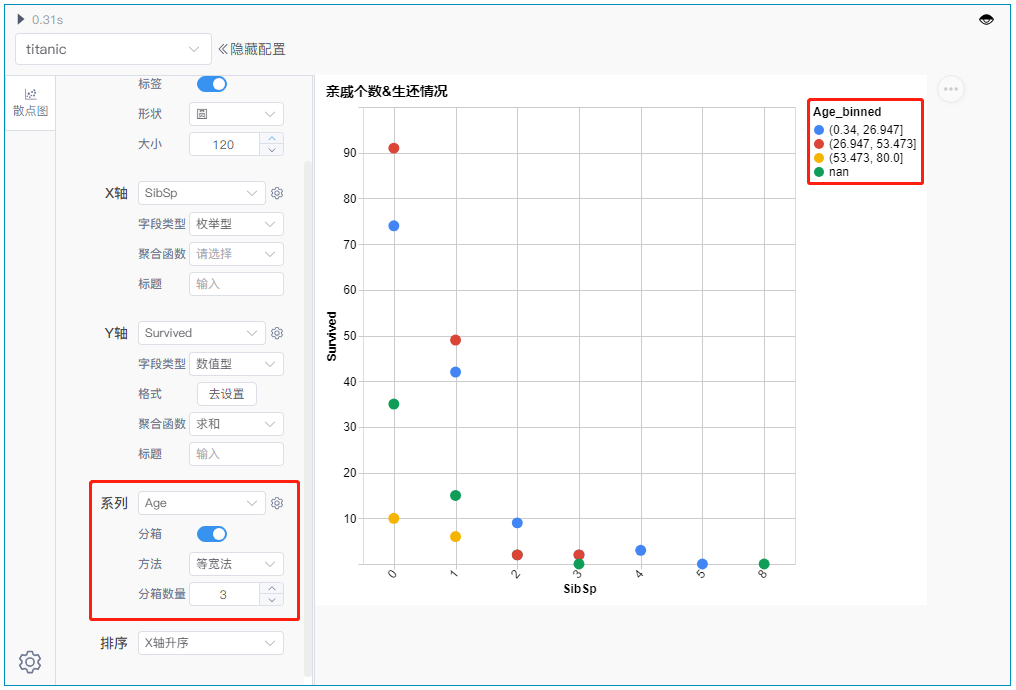 0.31s
titanic
隐藏配置
散点图
标签
形状 圆
大小 120
X轴 SibSp
字段类型 枚举型
聚合函数 请选择
标题 输入
Y轴 Survived
字段类型 数值型
格式 去设置
聚合函数 求和
标题 输入
系列 Age
分箱
方法 等宽法
分箱数量 3
排序 X轴升序
亲戚个数&生还情况
90
80
70
60
50
40
30
20
10
Survived
0 1 2 3 4 5 8
SibSp
Age_binned
(0.34, 26.947]
(26.947, 53.473]
(53.473, 80.0]
nan